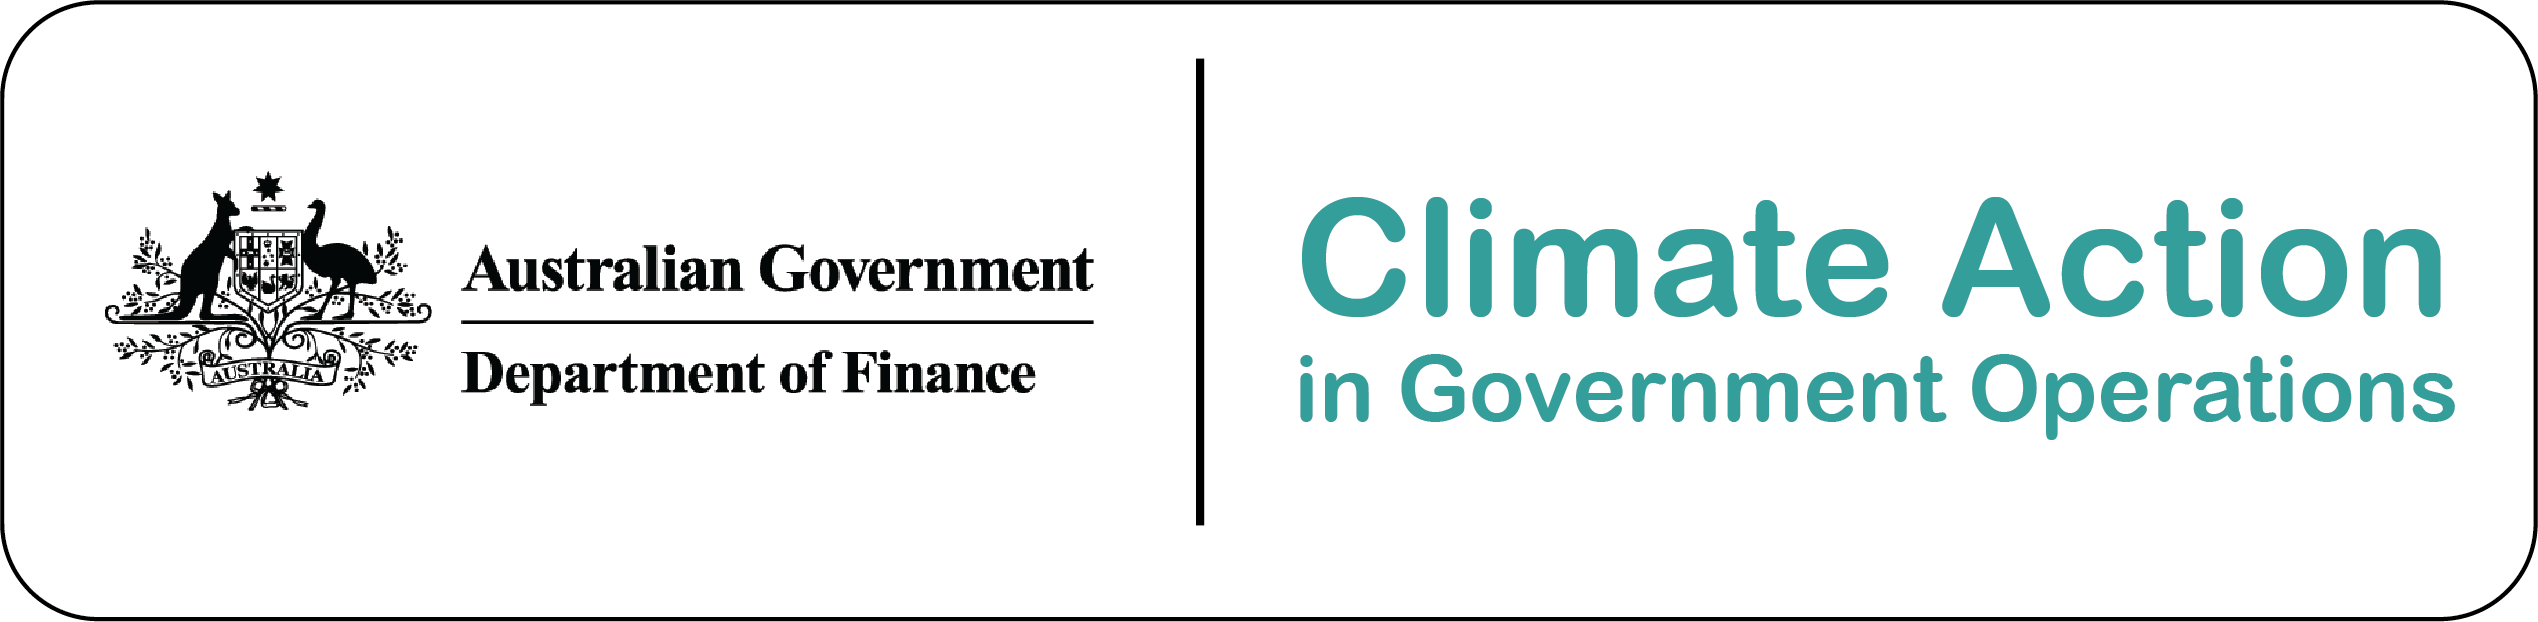 AUSTRALIA
Australian Government
Department of Finance
Climate Action
in Government Operations